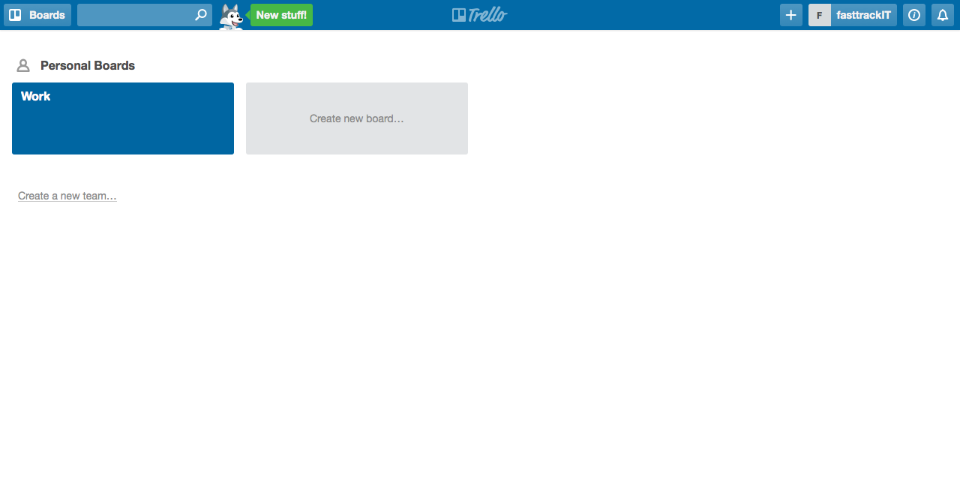 Boards
New stuff!
Trello
F fasttrackIT
Personal Boards
Work
Create new board…
Create a new team…